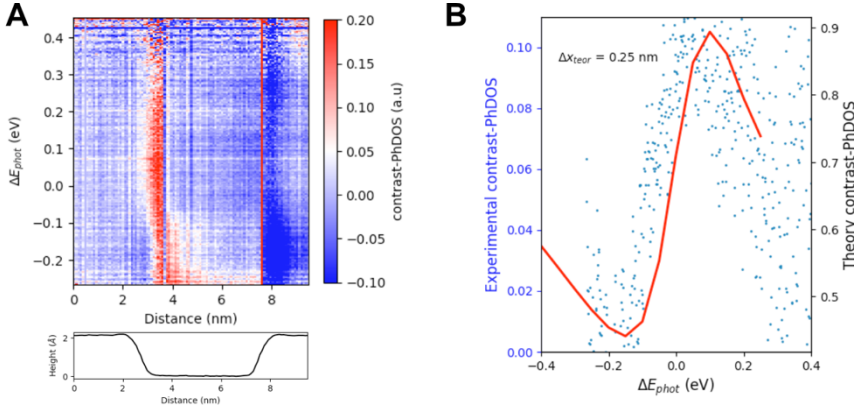 A
0.4
0.3
0.2
0.1
0.0
−0.1
−0.2
ΔE_phot (eV)
0 2 4 6 8
Distance (nm)
0.20
0.15
0.10
0.05
0.00
−0.05
−0.10
contrast-PhDOS (a.u)
2
0
Height (Å)
0 2 4 6 8
Distance (nm)
B
0.10
0.08
0.06
0.04
0.02
0.00
Experimental contrast-PhDOS
Δx_teor = 0.25 nm
0.9
0.8
0.7
0.6
0.5
Theory contrast-PhDOS
−0.4 −0.2 0.0 0.2 0.4
ΔE_phot (eV)